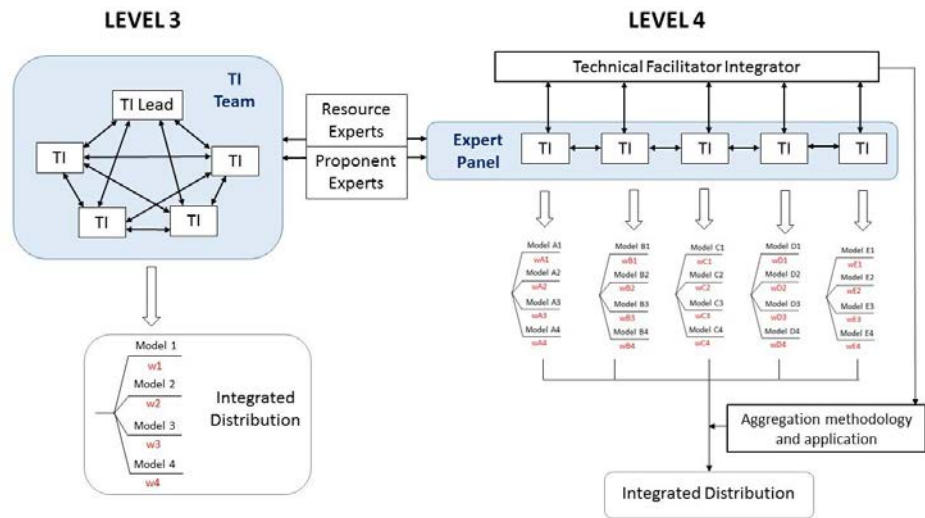 LEVEL 3
TI
Team
TI Lead
TI
TI
TI
TI
Model 1
w1
Model 2
w2
Model 3
w3
Model 4
w4
Integrated
Distribution
Resource
Experts
Proponent
Experts
LEVEL 4
Technical Facilitator Integrator
Expert
Panel
TI
TI
TI
TI
TI
Model A1
wA1
Model A2
wA2
Model A3
wA3
Model A4
wA4
Model B1
wB1
Model B2
wB2
Model B3
wB3
Model B4
wB4
Model C1
wC1
Model C2
wC2
Model C3
wC3
Model C4
wC4
Model D1
wD1
Model D2
wD2
Model D3
wD3
Model D4
wD4
Model E1
wE1
Model E2
wE2
Model E3
wE3
Model E4
wE4
Aggregation methodology
and application
Integrated Distribution